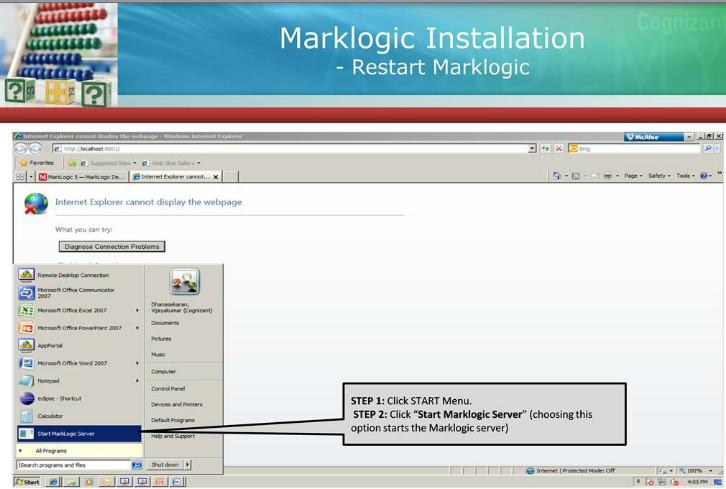 Cognizant
Marklogic Installation
- Restart Marklogic
Internet Explorer cannot display the webpage - Windows Internet Explorer
McAfee
http://localhost:8001/
Bing
Favorites
Suggested Sites
Web Slice Gallery
MarkLogic 5 — MarkLogic De...
Internet Explorer cannot... X
Page
Safety
Tools
Internet Explorer cannot display the webpage
What you can try:
Diagnose Connection Problems
Remote Desktop Connection
Microsoft Office Communicator 2007
Microsoft Office Excel 2007
Microsoft Office PowerPoint 2007
AppPortal
Microsoft Office Word 2007
Notepad
eclipse - Shortcut
Calculator
Start MarkLogic Server
All Programs
Search programs and files
Dhanasekaran,
Vijayakumar (Cognizant)
Documents
Pictures
Music
Computer
Control Panel
Devices and Printers
Default Programs
Help and Support
Shut down
STEP 1: Click START Menu.
STEP 2: Click “Start Marklogic Server” (choosing this
option starts the Marklogic server)
Internet | Protected Mode: Off
100%
Start
4:05 PM